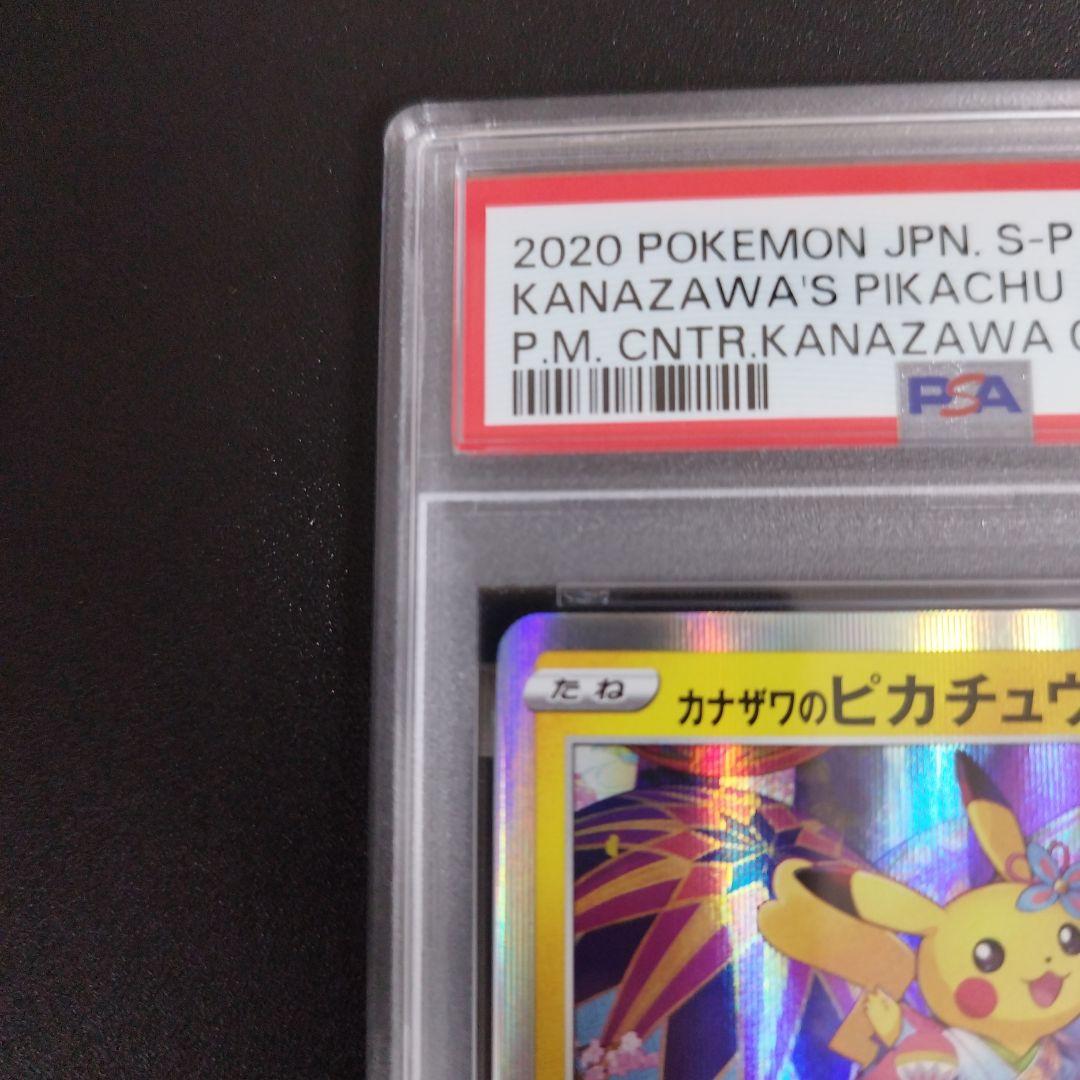 2020 POKEMON JPN. S-P
KANAZAWA'S PIKACHU
P.M. CNTR.KANAZAWA
PSA
たね
カナザワのピカチュウ